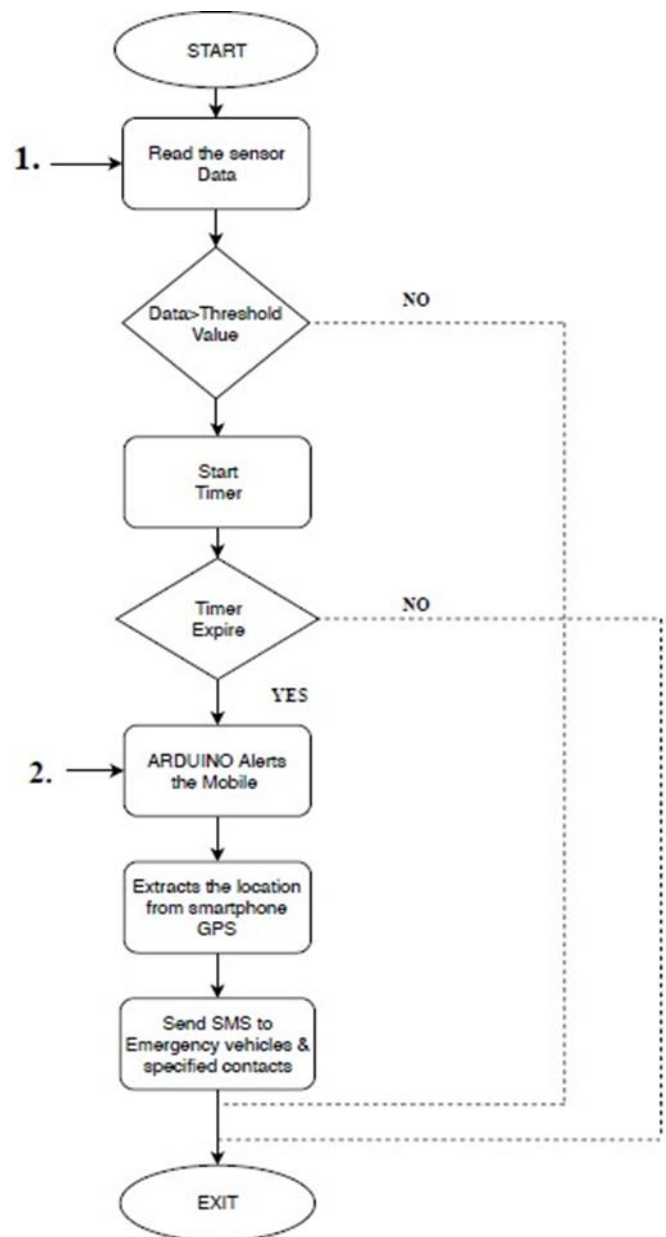 START
1.
Read the sensor
Data
Data>Threshold
Value
NO
Start
Timer
Timer
Expire
NO
YES
2.
ARDUINO Alerts
the Mobile
Extracts the location
from smartphone
GPS
Send SMS to
Emergency vehicles &
specified contacts
EXIT